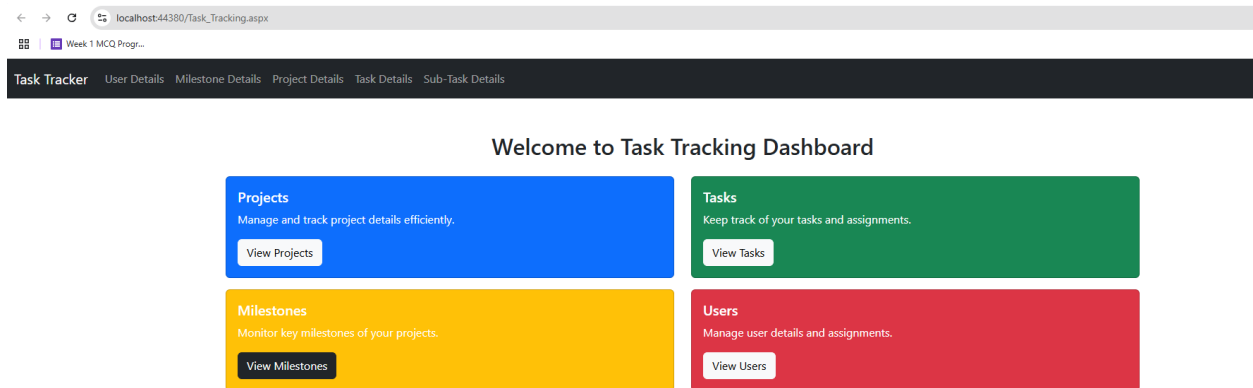 localhost:44380/Task_Tracking.aspx
Week 1 MCQ Progr...
Task Tracker User Details Milestone Details Project Details Task Details Sub-Task Details
Welcome to Task Tracking Dashboard
Projects
Manage and track project details efficiently.
View Projects
Tasks
Keep track of your tasks and assignments.
View Tasks
Milestones
Monitor key milestones of your projects.
View Milestones
Users
Manage user details and assignments.
View Users